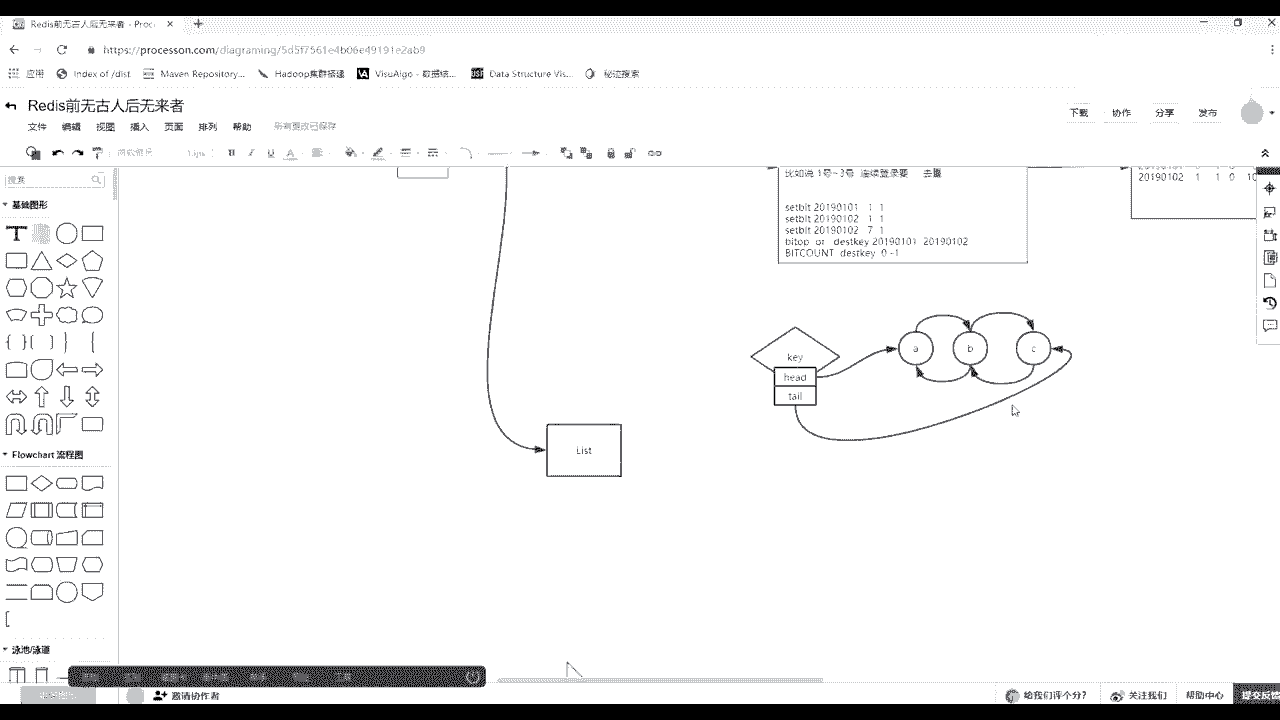 Redis前无古人后无来者 - Proc
https://processon.com/diagraming/5d5f7561e4b06e49191e2ab9
应用 Index of /dist Maven Repository... Hadoop集群搭建 VisuAlgo - 数据结... Data Structure Vis... 秘迹搜索
Redis前无古人后无来者
下载 协作 分享 发布
文件 编辑 视图 插入 页面 排列 帮助 所有更改已保存
B I U A
搜索
基础图形
T
比如说 1号~3号 连续登录要 去重
20190102 1 1 0 10
setbit 20190101 1 1
setbit 20190102 1 1
setbit 20190102 7 1
bitop or destkey 20190101 20190102
BITCOUNT destkey 0 -1
key
head
tail
a
b
c
List
Flowchart 流程图
泳池/泳道
邀请协作者
给我们评个分?
关注我们
帮助中心
提交反馈